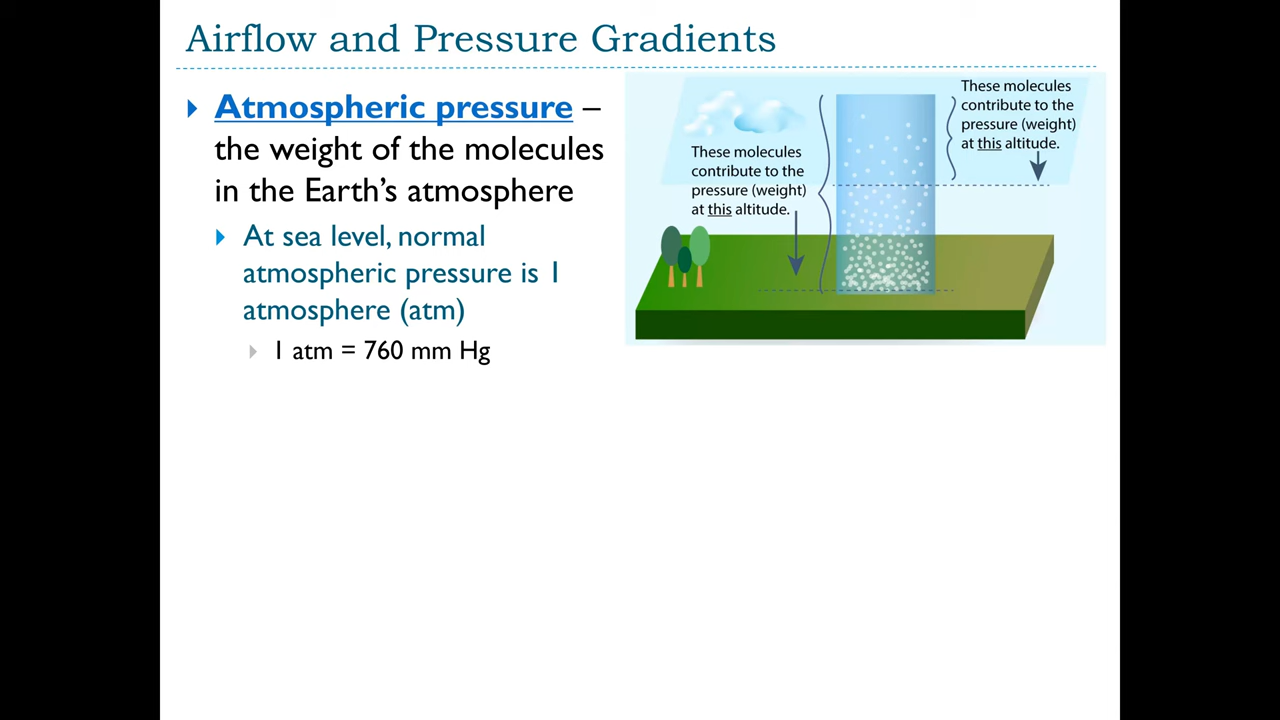 Airflow and Pressure Gradients
Atmospheric pressure –
the weight of the molecules
in the Earth's atmosphere
At sea level, normal
atmospheric pressure is 1
atmosphere (atm)
1 atm = 760 mm Hg
These molecules
contribute to the
pressure (weight)
at this altitude.
These molecules
contribute to the
pressure (weight)
at this altitude.